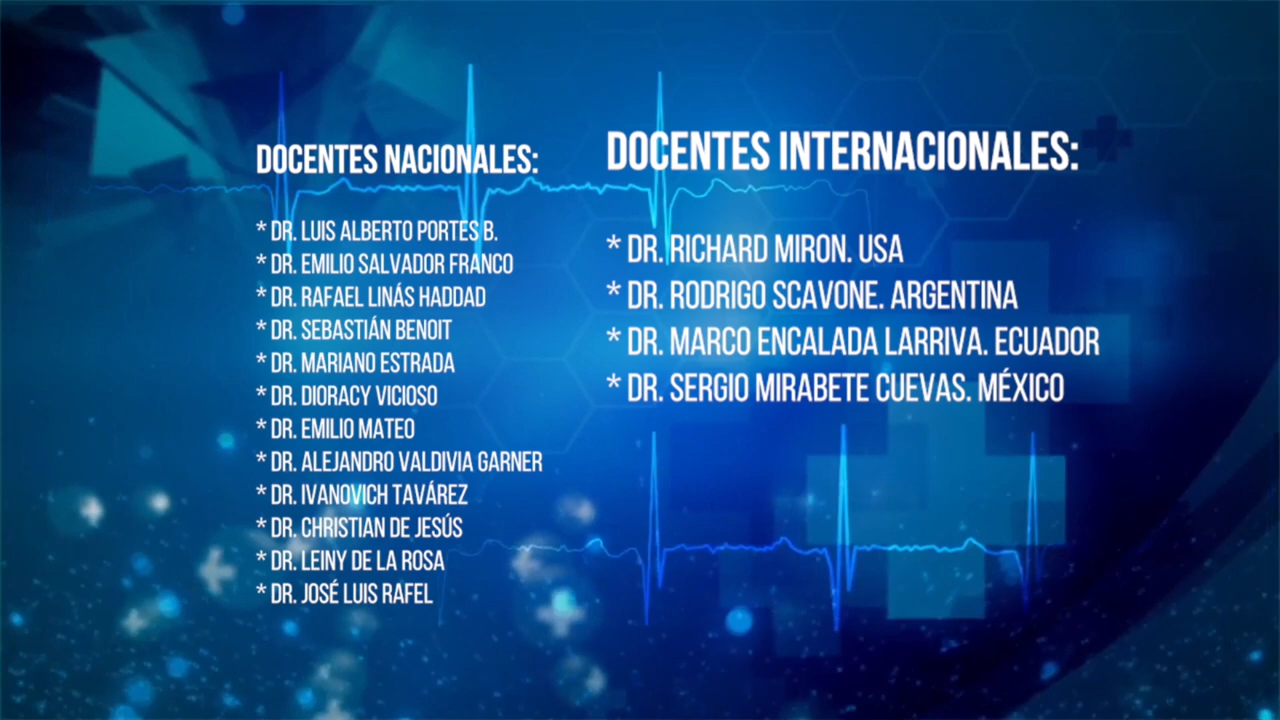 DOCENTES NACIONALES:
* DR. LUIS ALBERTO PORTES B.
* DR. EMILIO SALVADOR FRANCO
* DR. RAFAEL LINÁS HADDAD
* DR. SEBASTIÁN BENOIT
* DR. MARIANO ESTRADA
* DR. DIORACY VICIOSO
* DR. EMILIO MATEO
* DR. ALEJANDRO VALDIVIA GARNER
* DR. IVANOVICH TAVÁREZ
* DR. CHRISTIAN DE JESÚS
* DR. LEINY DE LA ROSA
* DR. JOSÉ LUIS RAFEL
DOCENTES INTERNACIONALES:
* DR. RICHARD MIRON. USA
* DR. RODRIGO SCAVONE. ARGENTINA
* DR. MARCO ENCALADA LARRIVA. ECUADOR
* DR. SERGIO MIRABETE CUEVAS. MÉXICO